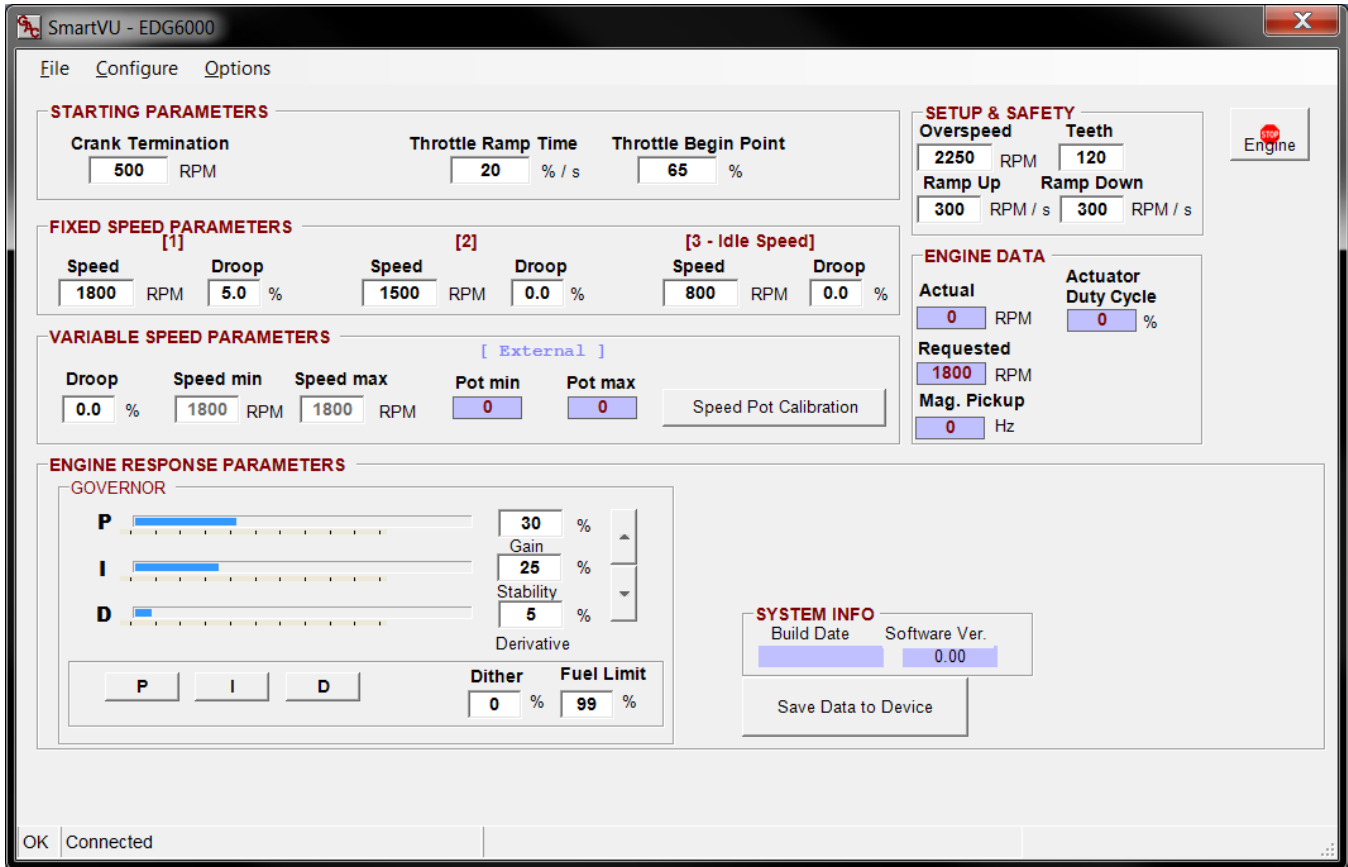 GAC SmartVU - EDG6000
X
File Configure Options
STARTING PARAMETERS
Crank Termination
500 RPM
Throttle Ramp Time
20 % / s
Throttle Begin Point
65 %
SETUP & SAFETY
Overspeed Teeth
2250 RPM 120
Ramp Up Ramp Down
300 RPM / s 300 RPM / s
STOP
Engine
FIXED SPEED PARAMETERS
[1]
Speed Droop
1800 RPM 5.0 %
[2]
Speed Droop
1500 RPM 0.0 %
[3 - Idle Speed]
Speed Droop
800 RPM 0.0 %
ENGINE DATA
Actual
0 RPM
Actuator
Duty Cycle
0 %
Requested
1800 RPM
Mag. Pickup
0 Hz
VARIABLE SPEED PARAMETERS
[ External ]
Droop Speed min Speed max Pot min Pot max
0.0 % 1800 RPM 1800 RPM 0 0 Speed Pot Calibration
ENGINE RESPONSE PARAMETERS
GOVERNOR
P 30 %
Gain
I 25 %
Stability
D 5 %
Derivative
P I D
Dither Fuel Limit
0 % 99 %
SYSTEM INFO
Build Date Software Ver.
0.00
Save Data to Device
OK Connected